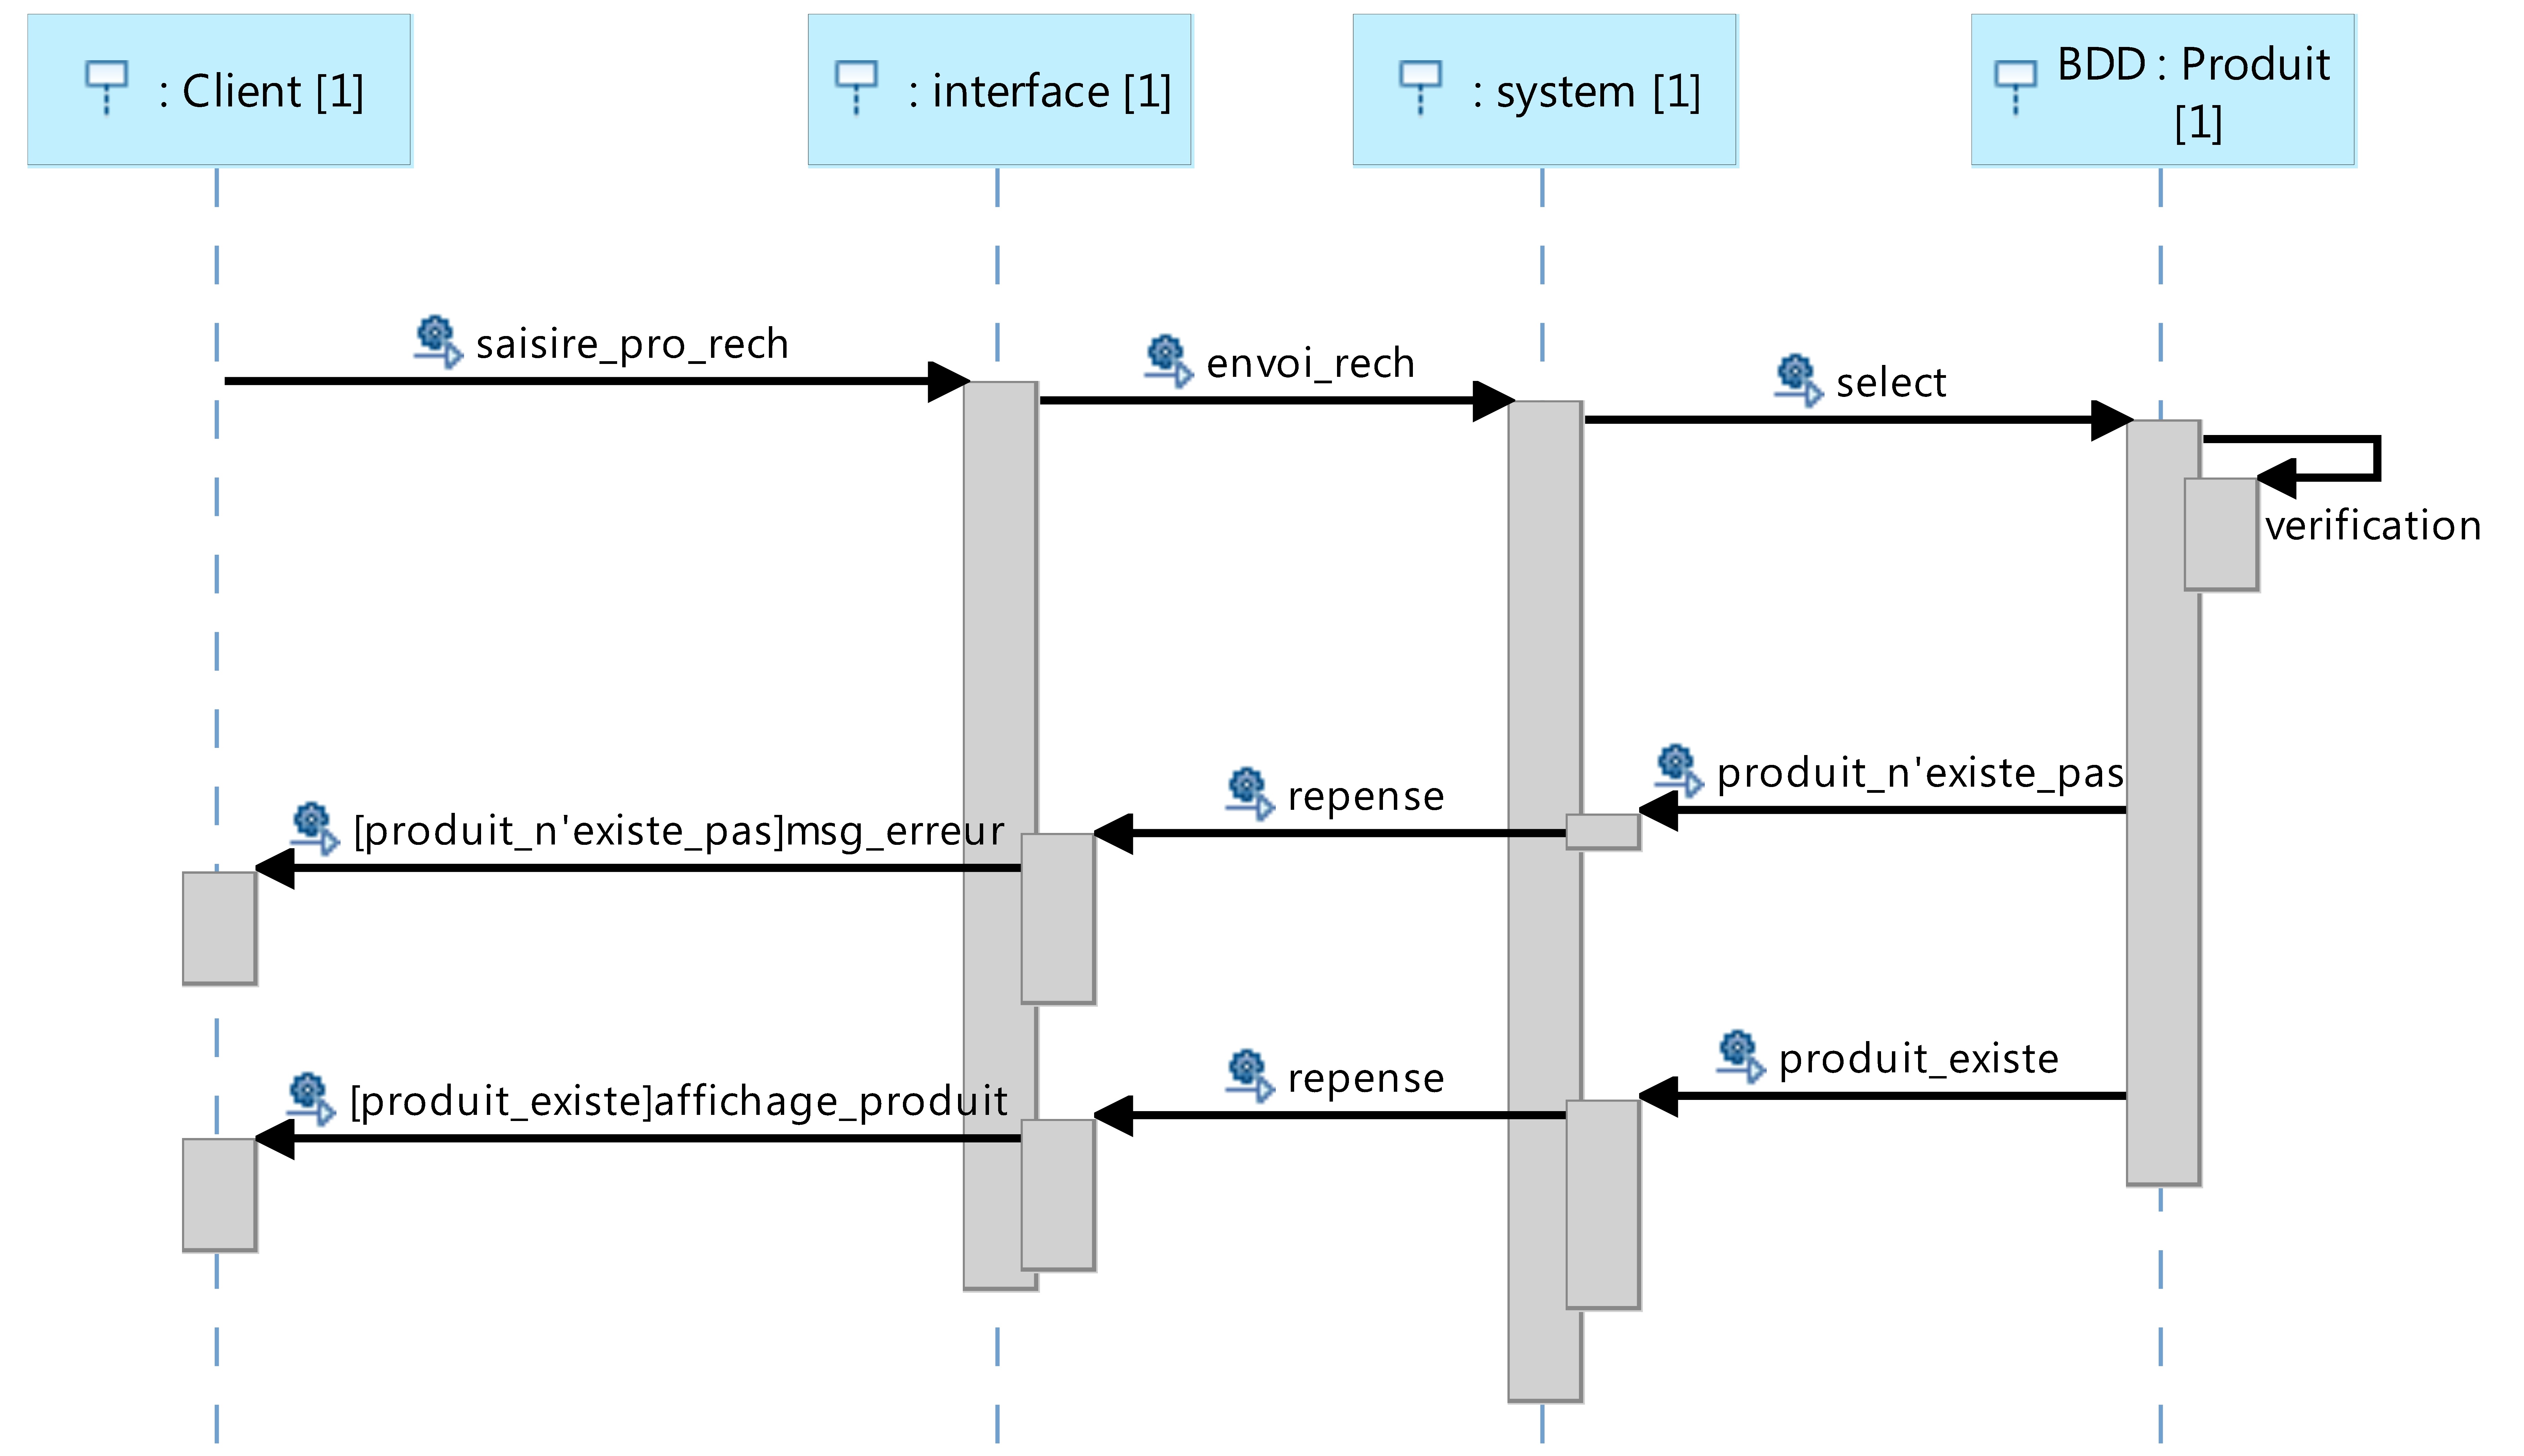 : Client [1]
: interface [1]
: system [1]
BDD : Produit
[1]
saisire_pro_rech
envoi_rech
select
verification
produit_n'existe_pas
repense
[produit_n'existe_pas]msg_erreur
produit_existe
repense
[produit_existe]affichage_produit